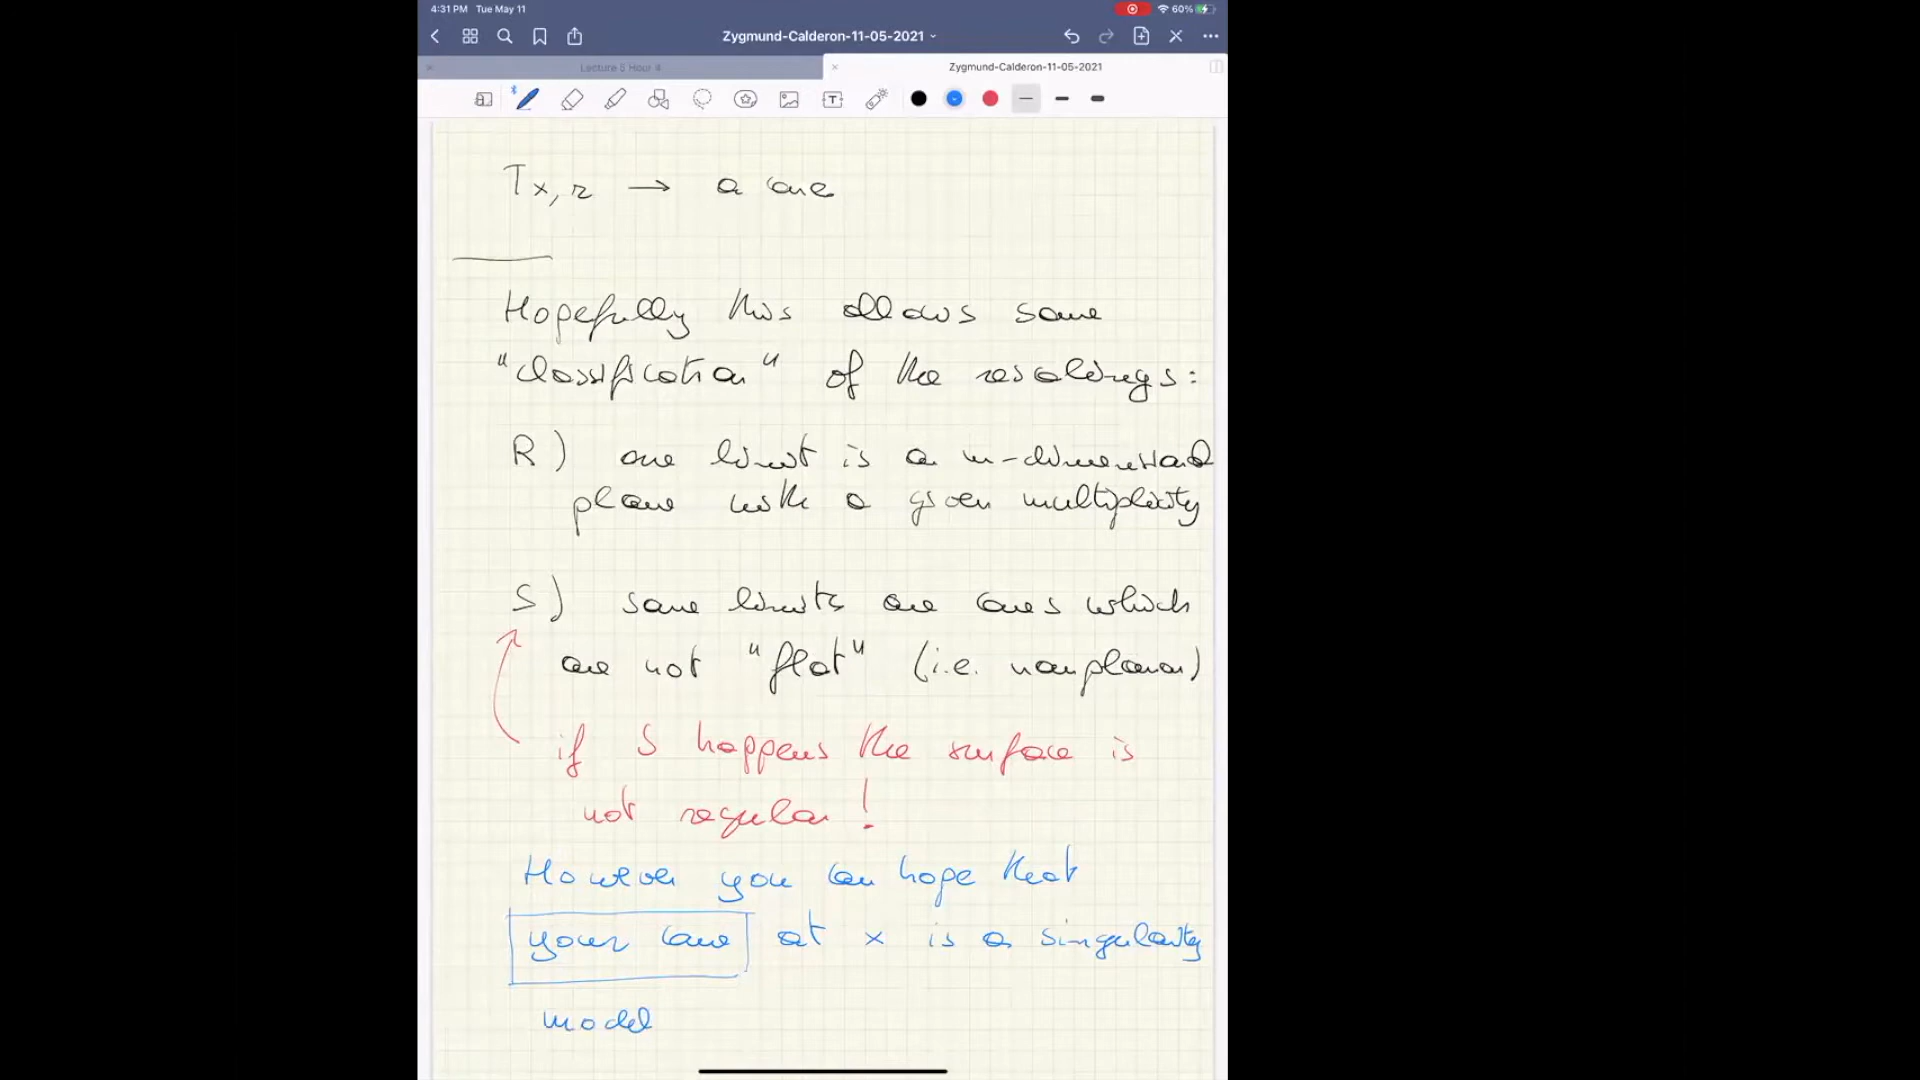 4:31 PM Tue May 11
60%
Zygmund-Calderon-11-05-2021
Lecture 5 Hour 4
Zygmund-Calderon-11-05-2021
T x, r → a cone
Hopefully this allows some
"classification" of the rescalings:
R) one limit is a m-dimensional
plane with a given multiplicity
S) some limits are cones which
are not "flat" (i.e. nonplanar)
if S happens the surface is
not regular!
However you can hope that
your cone at x is a singularity
model